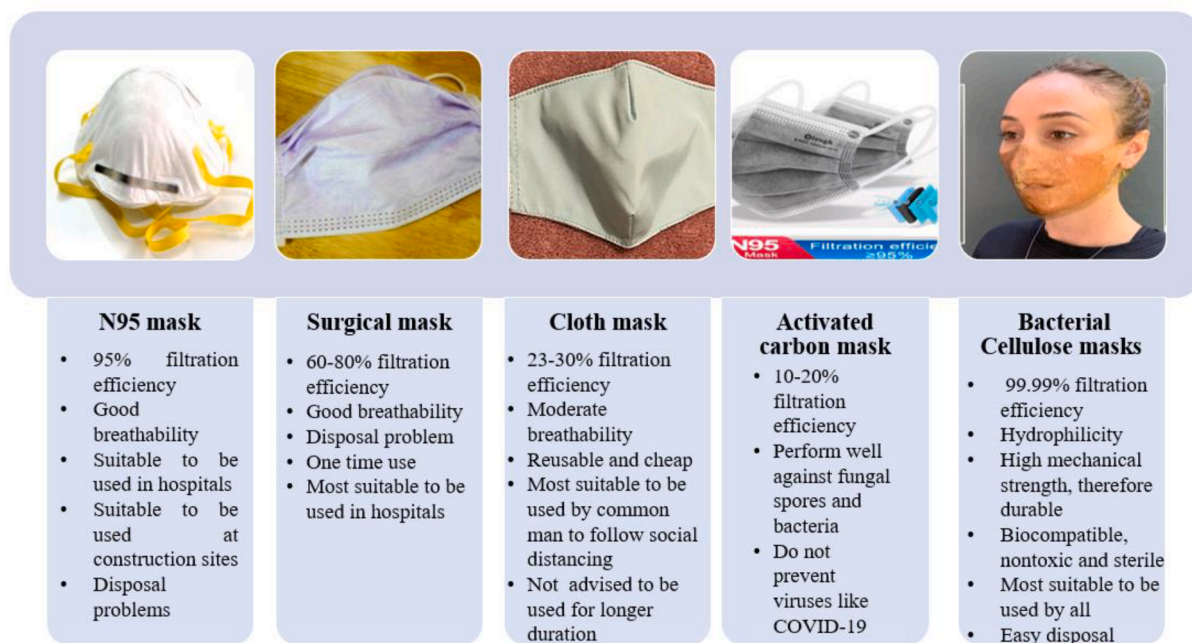 Olough
N95
Mask
Filtration efficie
≥95%
N95 mask
• 95% filtration
efficiency
• Good
breathability
• Suitable to be
used in hospitals
• Suitable to be
used at
construction sites
• Disposal
problems
Surgical mask
• 60-80% filtration
efficiency
• Good breathability
• Disposal problem
• One time use
• Most suitable to be
used in hospitals
Cloth mask
• 23-30% filtration
efficiency
• Moderate
breathability
• Reusable and cheap
• Most suitable to be
used by common
man to follow social
distancing
• Not advised to be
used for longer
duration
Activated
carbon mask
• 10-20%
filtration
efficiency
• Perform well
against fungal
spores and
bacteria
• Do not
prevent
viruses like
COVID-19
Bacterial
Cellulose masks
• 99.99% filtration
efficiency
• Hydrophilicity
• High mechanical
strength, therefore
durable
• Biocompatible,
nontoxic and sterile
• Most suitable to be
used by all
• Easy disposal